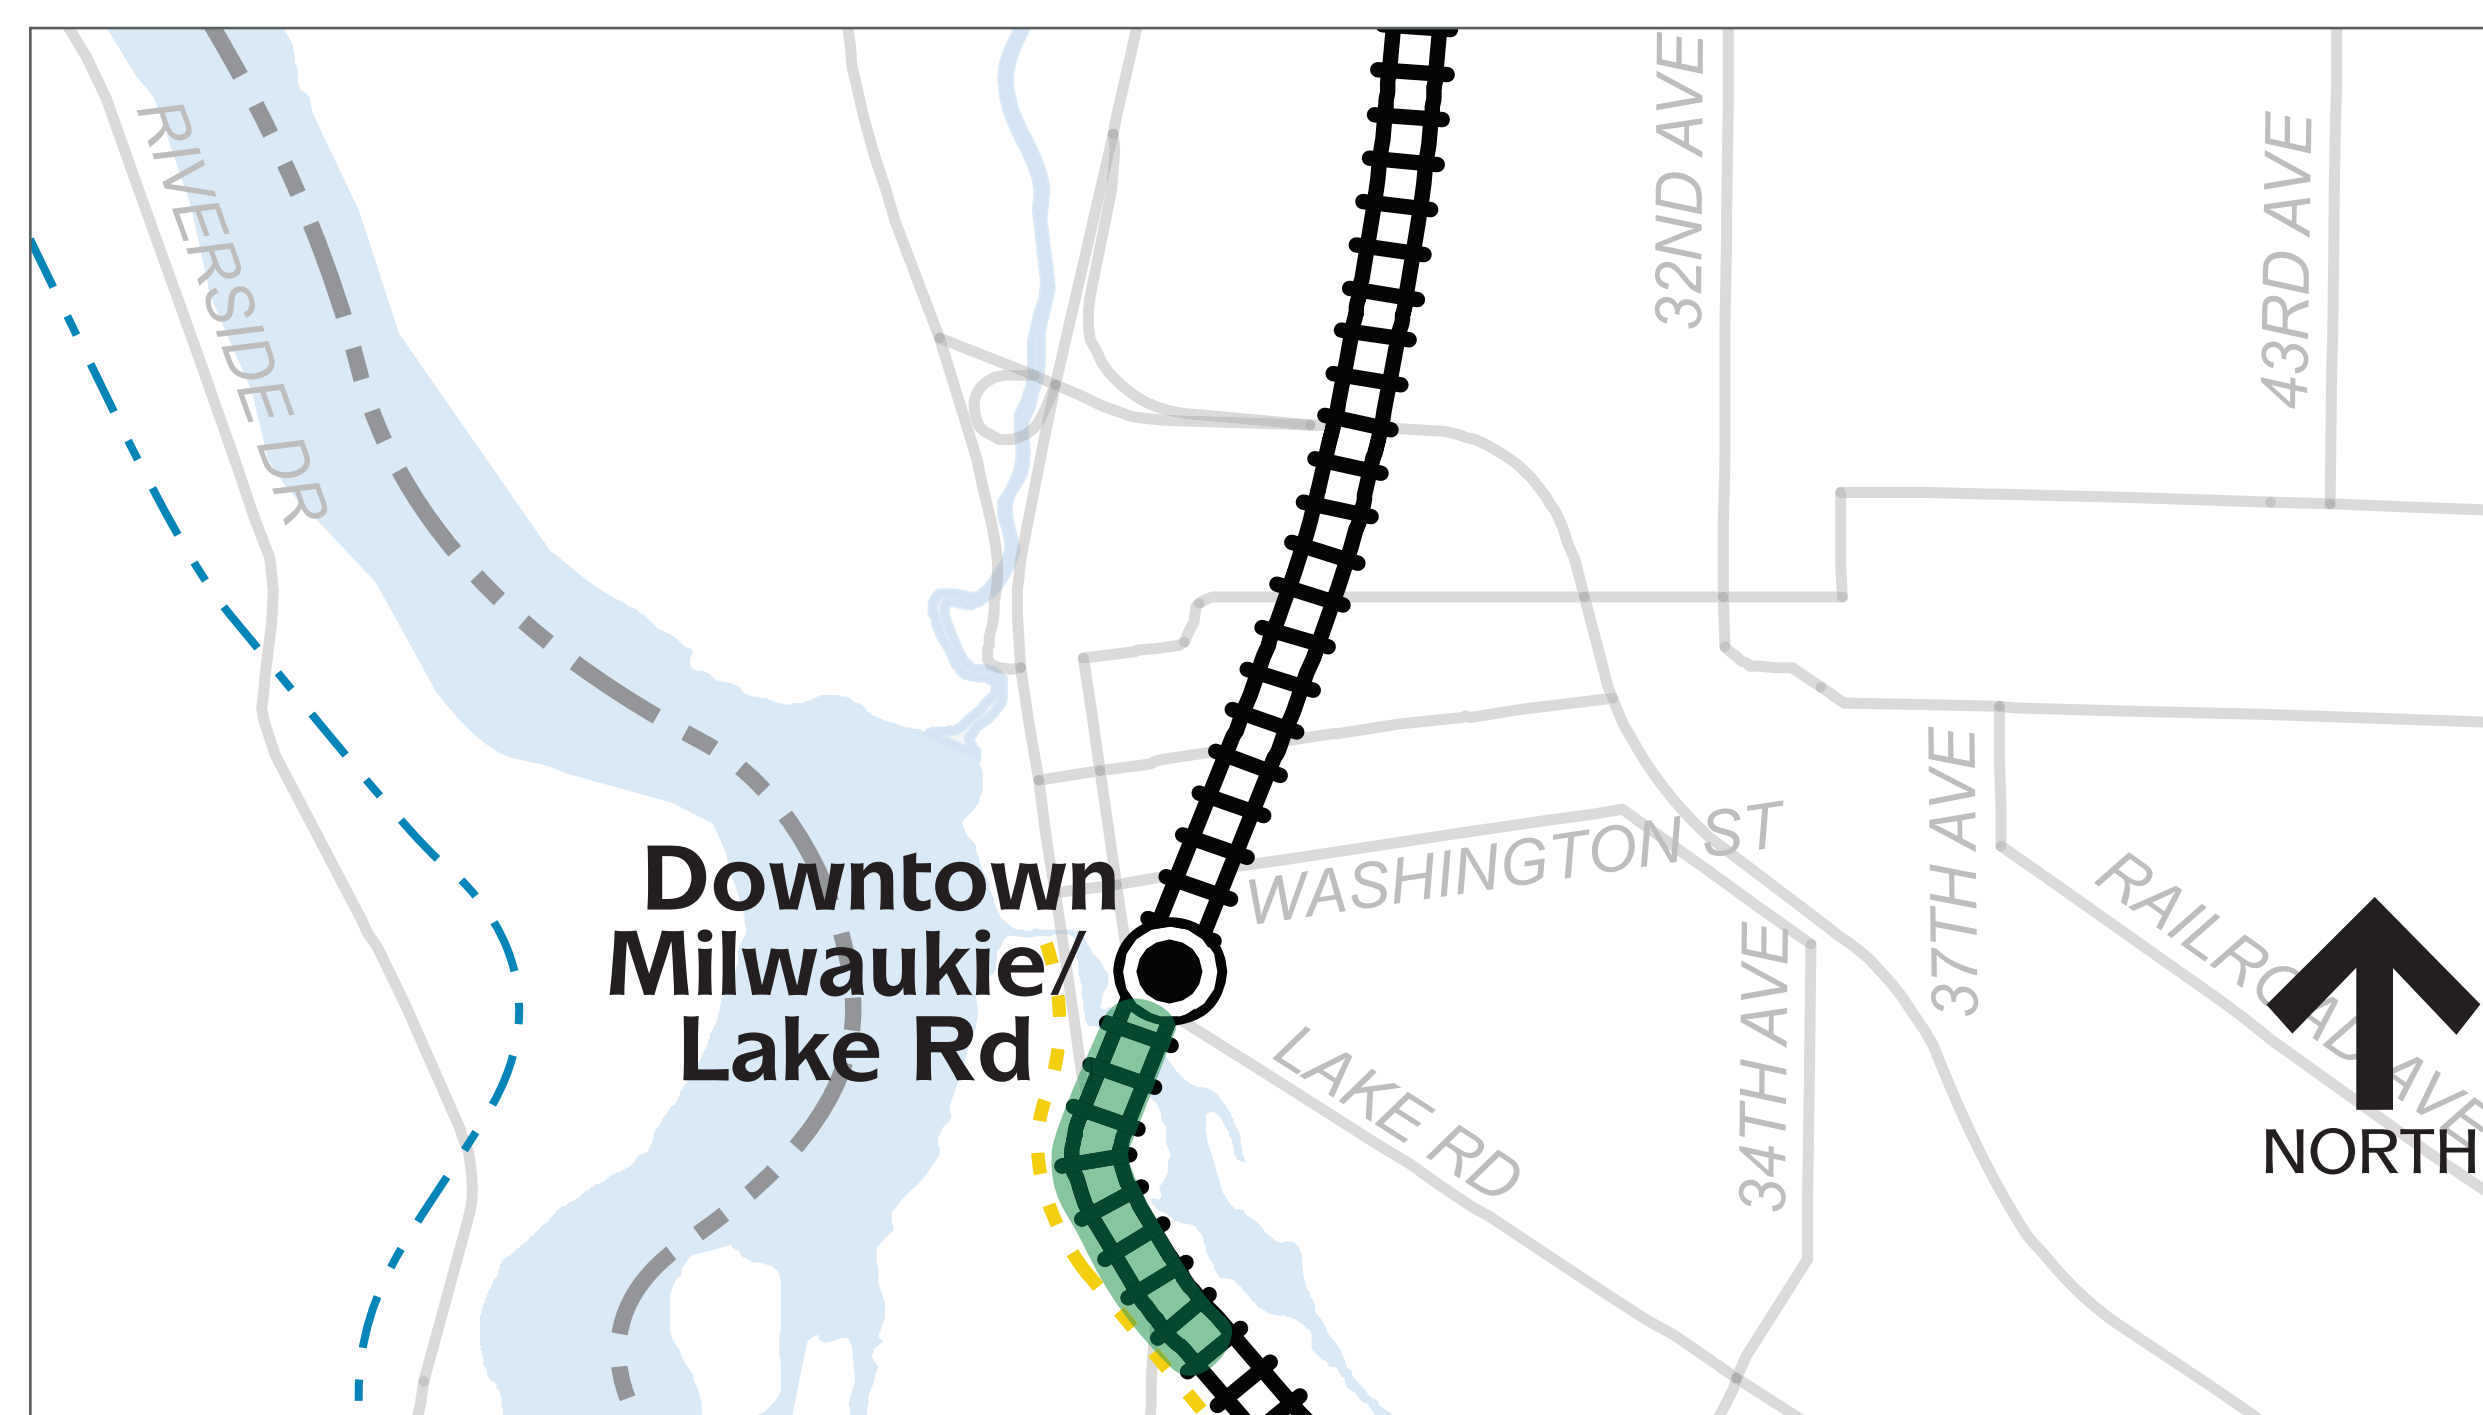 RIVERSIDE DR
32ND AVE
43RD AVE
WASHINGTON ST
37TH AVE
RAILROAD AVE
34TH AVE
LAKE RD
Downtown
Milwaukie/
Lake Rd
NORTH